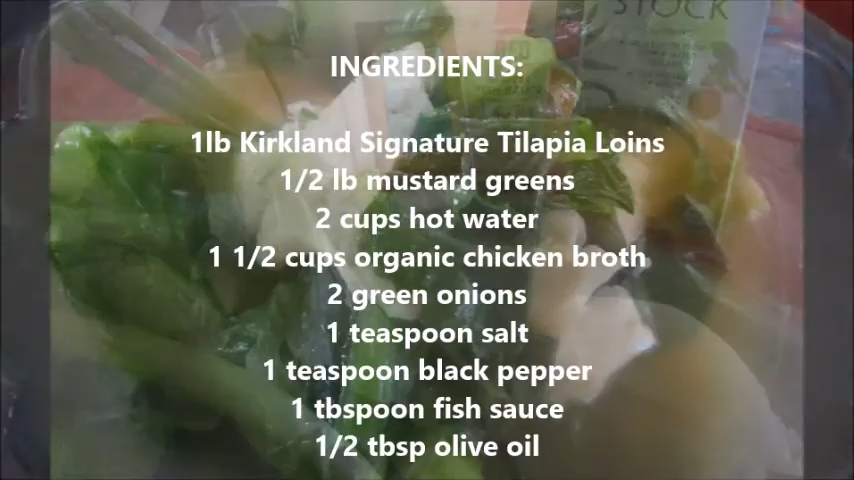 STOCK
INGREDIENTS:
1lb Kirkland Signature Tilapia Loins
1/2 lb mustard greens
2 cups hot water
1 1/2 cups organic chicken broth
2 green onions
1 teaspoon salt
1 teaspoon black pepper
1 tbspoon fish sauce
1/2 tbsp olive oil